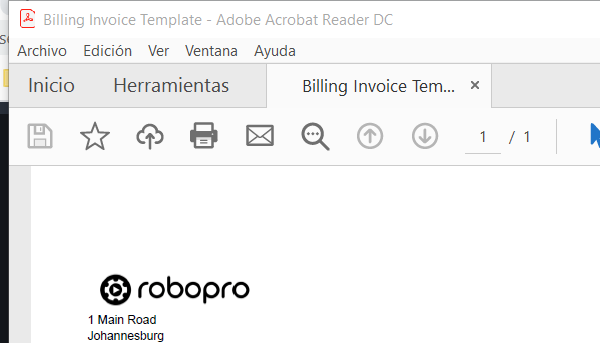 Billing Invoice Template - Adobe Acrobat Reader DC
Archivo Edición Ver Ventana Ayuda
Inicio Herramientas Billing Invoice Tem... ×
1 / 1
robopro
1 Main Road
Johannesburg